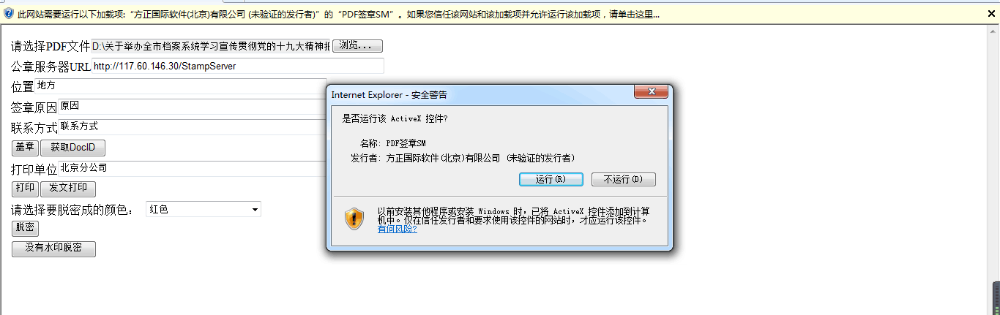 此网站需要运行以下加载项:“方正国际软件(北京)有限公司 (未验证的发行者)”的“PDF签章SM”。如果您信任该网站和该加载项并允许运行该加载项，请单击这里...
请选择PDF文件 D:\关于举办全市档案系统学习宣传贯彻党的十九大精神 浏览...
公章服务器URL http://117.60.146.30/StampServer
位置 地方
签章原因 原因
联系方式 联系方式
盖章 获取DocID
打印单位 北京分公司
打印 发文打印
请选择要脱密成的颜色： 红色
脱密
没有水印脱密
Internet Explorer - 安全警告
是否运行该 ActiveX 控件?
名称: PDF签章SM
发行者: 方正国际软件(北京)有限公司 (未验证的发行者)
运行(R) 不运行(D)
以前安装其他程序或安装 Windows 时，已将 ActiveX 控件添加到计算
机中。仅在信任发行者和要求使用该控件的网站时，才应运行该控件。
有何风险?